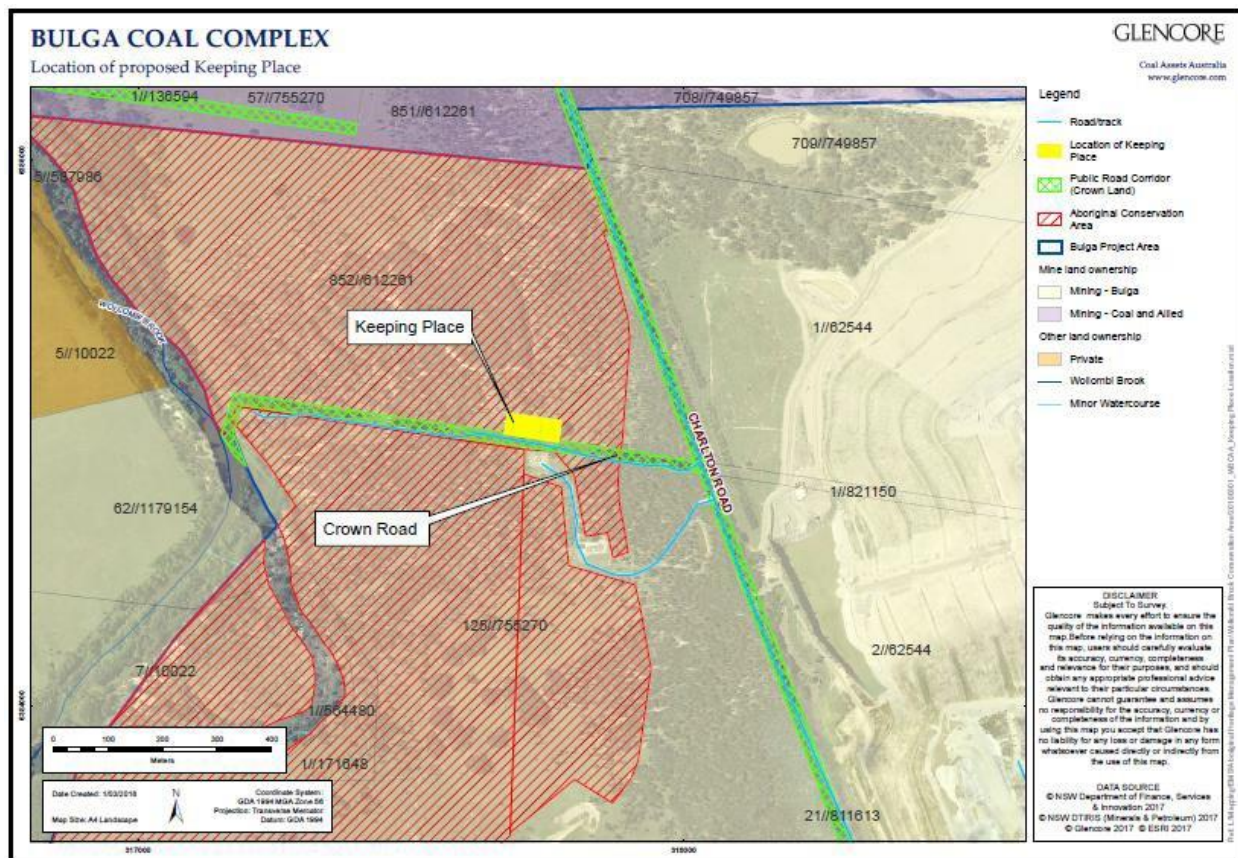 BULGA COAL COMPLEX
Location of proposed Keeping Place
GLENCORE
Coal Assets Australia
www.glencore.com
1//136594
57//755270
851//612261
708//749857
709//749857
852//612261
WOLLOMBI BROOK
5//10022
Keeping Place
1//62544
CHARLTON ROAD
1//821150
62//1179154
Crown Road
125//755270
2//62544
7//10022
1//564480
1//171648
21//811613
6384000
317000
318000
Legend
Road/track
Location of Keeping
Place
Public Road Corridor
(Crown Land)
Aboriginal Conservation
Area
Bulga Project Area
Mine land ownership
Mining - Bulga
Mining - Coal and Allied
Other land ownership
Private
Wollombi Brook
Minor Watercourse
0 100 200 300 400
Meters
Date Created: 1/03/2018
Map Size: A4 Landscape
N
Coordinate System:
GDA 1994 MGA Zone 56
Projection: Transverse Mercator
Datum: GDA 1994
DISCLAIMER
Subject To Survey.
Glencore makes every effort to ensure the
quality of the information available on this
map. Before relying on the information on
this map, users should carefully evaluate
its accuracy, currency, completeness
and relevance for their purposes, and should
obtain any appropriate professional advice
relevant to their particular circumstances.
Glencore cannot guarantee and assumes
no responsibility for the accuracy, currency or
completeness of the information and by
using this map you accept that Glencore has
no liability for any loss or damage in any form
whatsoever caused directly or indirectly from
the use of this map.
DATA SOURCE
© NSW Department of Finance, Services
& Innovation 2017
© NSW DTIRIS (Minerals & Petroleum) 2017
© Glencore 2017 © ESRI 2017